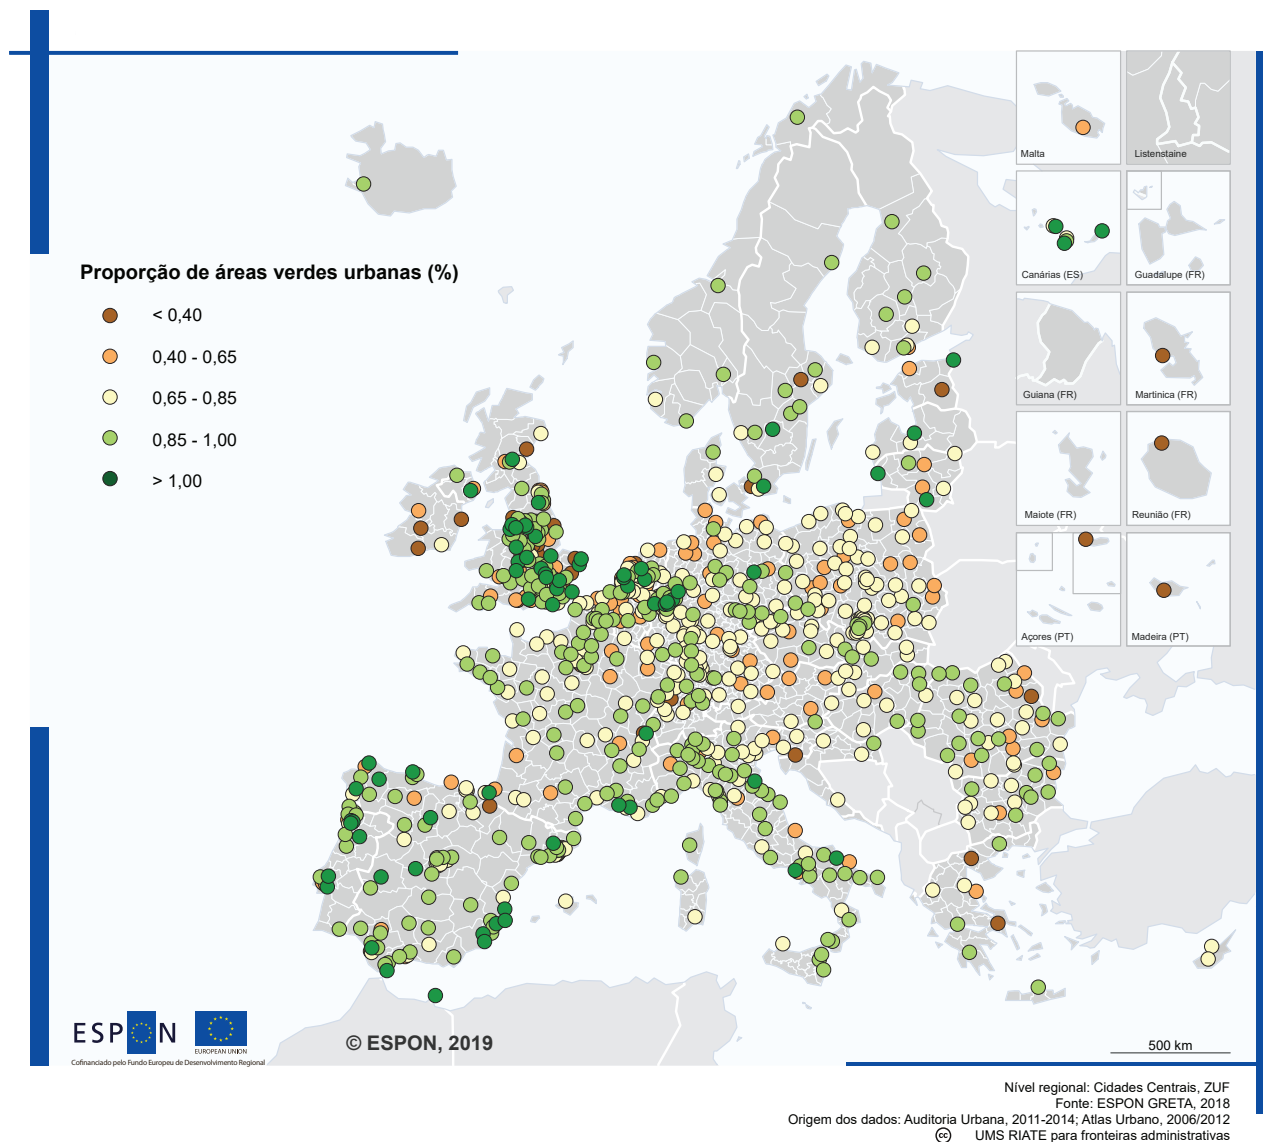 Proporção de áreas verdes urbanas (%)
< 0,40
0,40 - 0,65
0,65 - 0,85
0,85 - 1,00
> 1,00
Malta
Listenstaine
Canárias (ES)
Guadalupe (FR)
Guiana (FR)
Martinica (FR)
Maiote (FR)
Reunião (FR)
Açores (PT)
Madeira (PT)
ESPON
EUROPEAN UNION
Cofinanciado pelo Fundo Europeu de Desenvolvimento Regional
© ESPON, 2019
500 km
Nível regional: Cidades Centrais, ZUF
Fonte: ESPON GRETA, 2018
Origem dos dados: Auditoria Urbana, 2011-2014; Atlas Urbano, 2006/2012
cc UMS RIATE para fronteiras administrativas